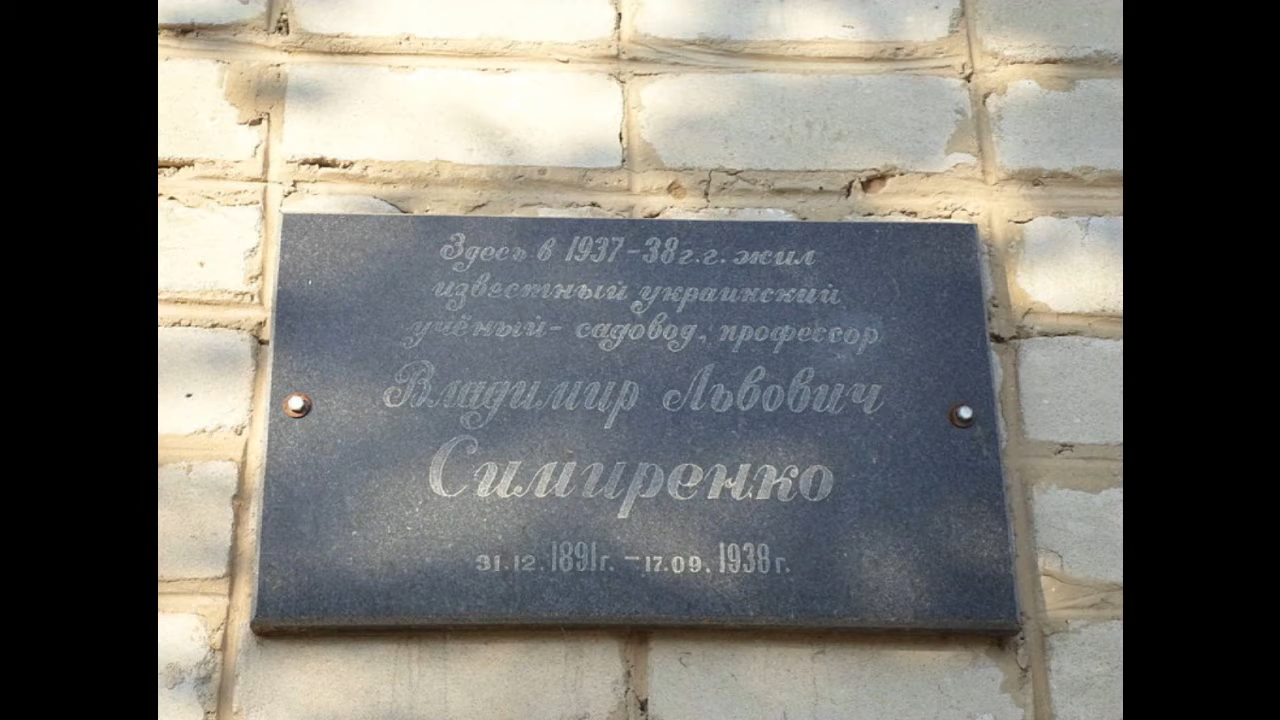 Здесь в 1937-38г.г. жил
известный украинский
учёный- садовод, профессор
Владимир Львович
Симиренко
31.12.1891г. - 17.09.1938г.